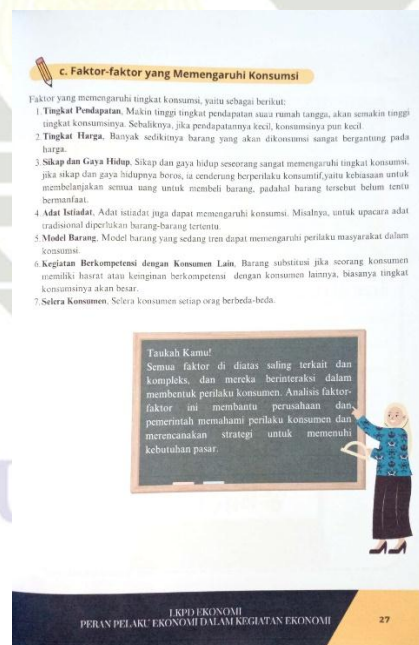 c. Faktor-faktor yang Memengaruhi Konsumsi
Faktor yang memengaruhi tingkat konsumsi, yaitu sebagai berikut:
1. Tingkat Pendapatan, Makin tinggi tingkat pendapatan suau rumah tangga, akan semakin tinggi
tingkat konsumsinya. Sebaliknya, jika pendapatannya kecil, konsumsinya pun kecil
2. Tingkat Harga, Banyak sedikitnya barang yang akan dikonsumsi sangat bergantung pada
harga.
3. Sikap dan Gaya Hidup, Sikap dan gaya hidup seseorang sangat memengaruhi tingkat konsumsi,
jika sikap dan gaya hidupnya boros, ia cenderung berperilaku konsumtif,yaitu kebiasaan untuk
membelanjakan semua uang untuk membeli barang, padahal barang tersebut belum tentu
bermanfaat.
4. Adat Istiadat, Adat istiadat juga dapat memengaruhi konsumsi. Misalnya, untuk upacara adat
tradisional diperlukan barang-barang tertentu.
5. Model Barang, Model barang yang sedang tren dapat memengaruhi perilaku masyarakat dalam
konsumsi.
6. Kegiatan Berkompetensi dengan Konsumen Lain, Barang substitusi jika seorang konsumen
memiliki hasrat atau keinginan berkompetensi dengan konsumen lainnya, biasanya tingkat
konsumsinya akan besar.
7. Selera Konsumen, Selera konsumen setiap orag berbeda-beda.
Taukah Kamu!
Semua faktor di diatas saling terkait dan
kompleks, dan mereka berinteraksi dalam
membentuk perilaku konsumen. Analisis faktor-
faktor ini membantu perusahaan dan
pemerintah memahami perilaku konsumen dan
merencanakan strategi untuk memenuhi
kebutuhan pasar.
LKPD EKONOMI
PERAN PELAKU EKONOMI DALAM KEGIATAN EKONOMI
27